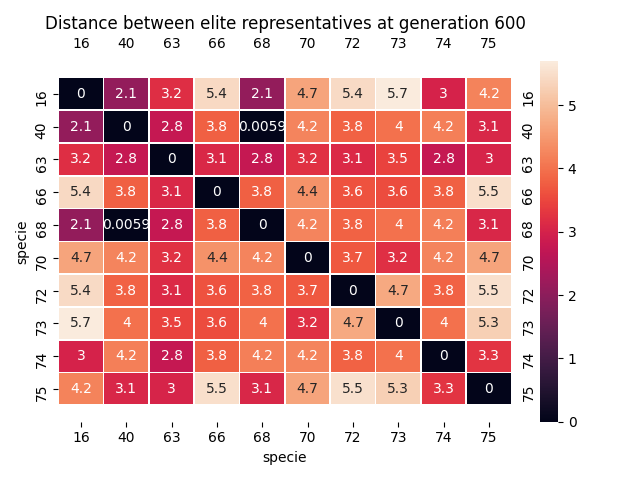 Distance between elite representatives at generation 600
16 40 63 66 68 70 72 73 74 75
16 0 2.1 3.2 5.4 2.1 4.7 5.4 5.7 3 4.2 16
40 2.1 0 2.8 3.8 0.0059 4.2 3.8 4 4.2 3.1 40
63 3.2 2.8 0 3.1 2.8 3.2 3.1 3.5 2.8 3 63
66 5.4 3.8 3.1 0 3.8 4.4 3.6 3.6 3.8 5.5 66
68 2.1 0.0059 2.8 3.8 0 4.2 3.8 4 4.2 3.1 68
70 4.7 4.2 3.2 4.4 4.2 0 3.7 3.2 4.2 4.7 70
72 5.4 3.8 3.1 3.6 3.8 3.7 0 4.7 3.8 5.5 72
73 5.7 4 3.5 3.6 4 3.2 4.7 0 4 5.3 73
74 3 4.2 2.8 3.8 4.2 4.2 3.8 4 0 3.3 74
75 4.2 3.1 3 5.5 3.1 4.7 5.5 5.3 3.3 0 75
16 40 63 66 68 70 72 73 74 75
specie
specie
5
4
3
2
1
0